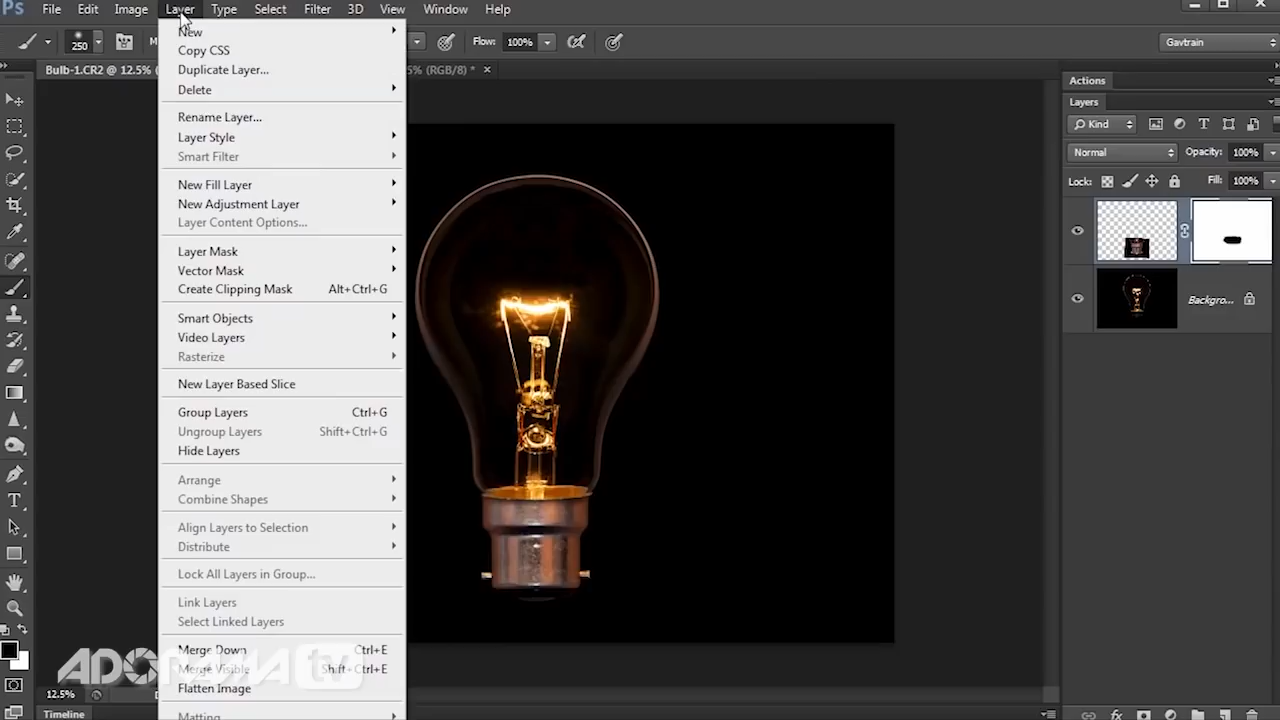 Ps File Edit Image Layer Type Select Filter 3D View Window Help
250 Flow: 100% Gavtrain
Bulb-1.CR2 @ 12.5% 5% (RGB/8) * ×
New
Copy CSS
Duplicate Layer...
Delete
Rename Layer...
Layer Style
Smart Filter
New Fill Layer
New Adjustment Layer
Layer Content Options...
Layer Mask
Vector Mask
Create Clipping Mask Alt+Ctrl+G
Smart Objects
Video Layers
Rasterize
New Layer Based Slice
Group Layers Ctrl+G
Ungroup Layers Shift+Ctrl+G
Hide Layers
Arrange
Combine Shapes
Align Layers to Selection
Distribute
Lock All Layers in Group...
Link Layers
Select Linked Layers
Merge Down Ctrl+E
Merge Visible Shift+Ctrl+E
Flatten Image
Matting
ADORAMA tv
12.5%
Timeline
Actions
Layers
Kind
Normal Opacity: 100%
Lock: Fill: 100%
Backgro...
fx